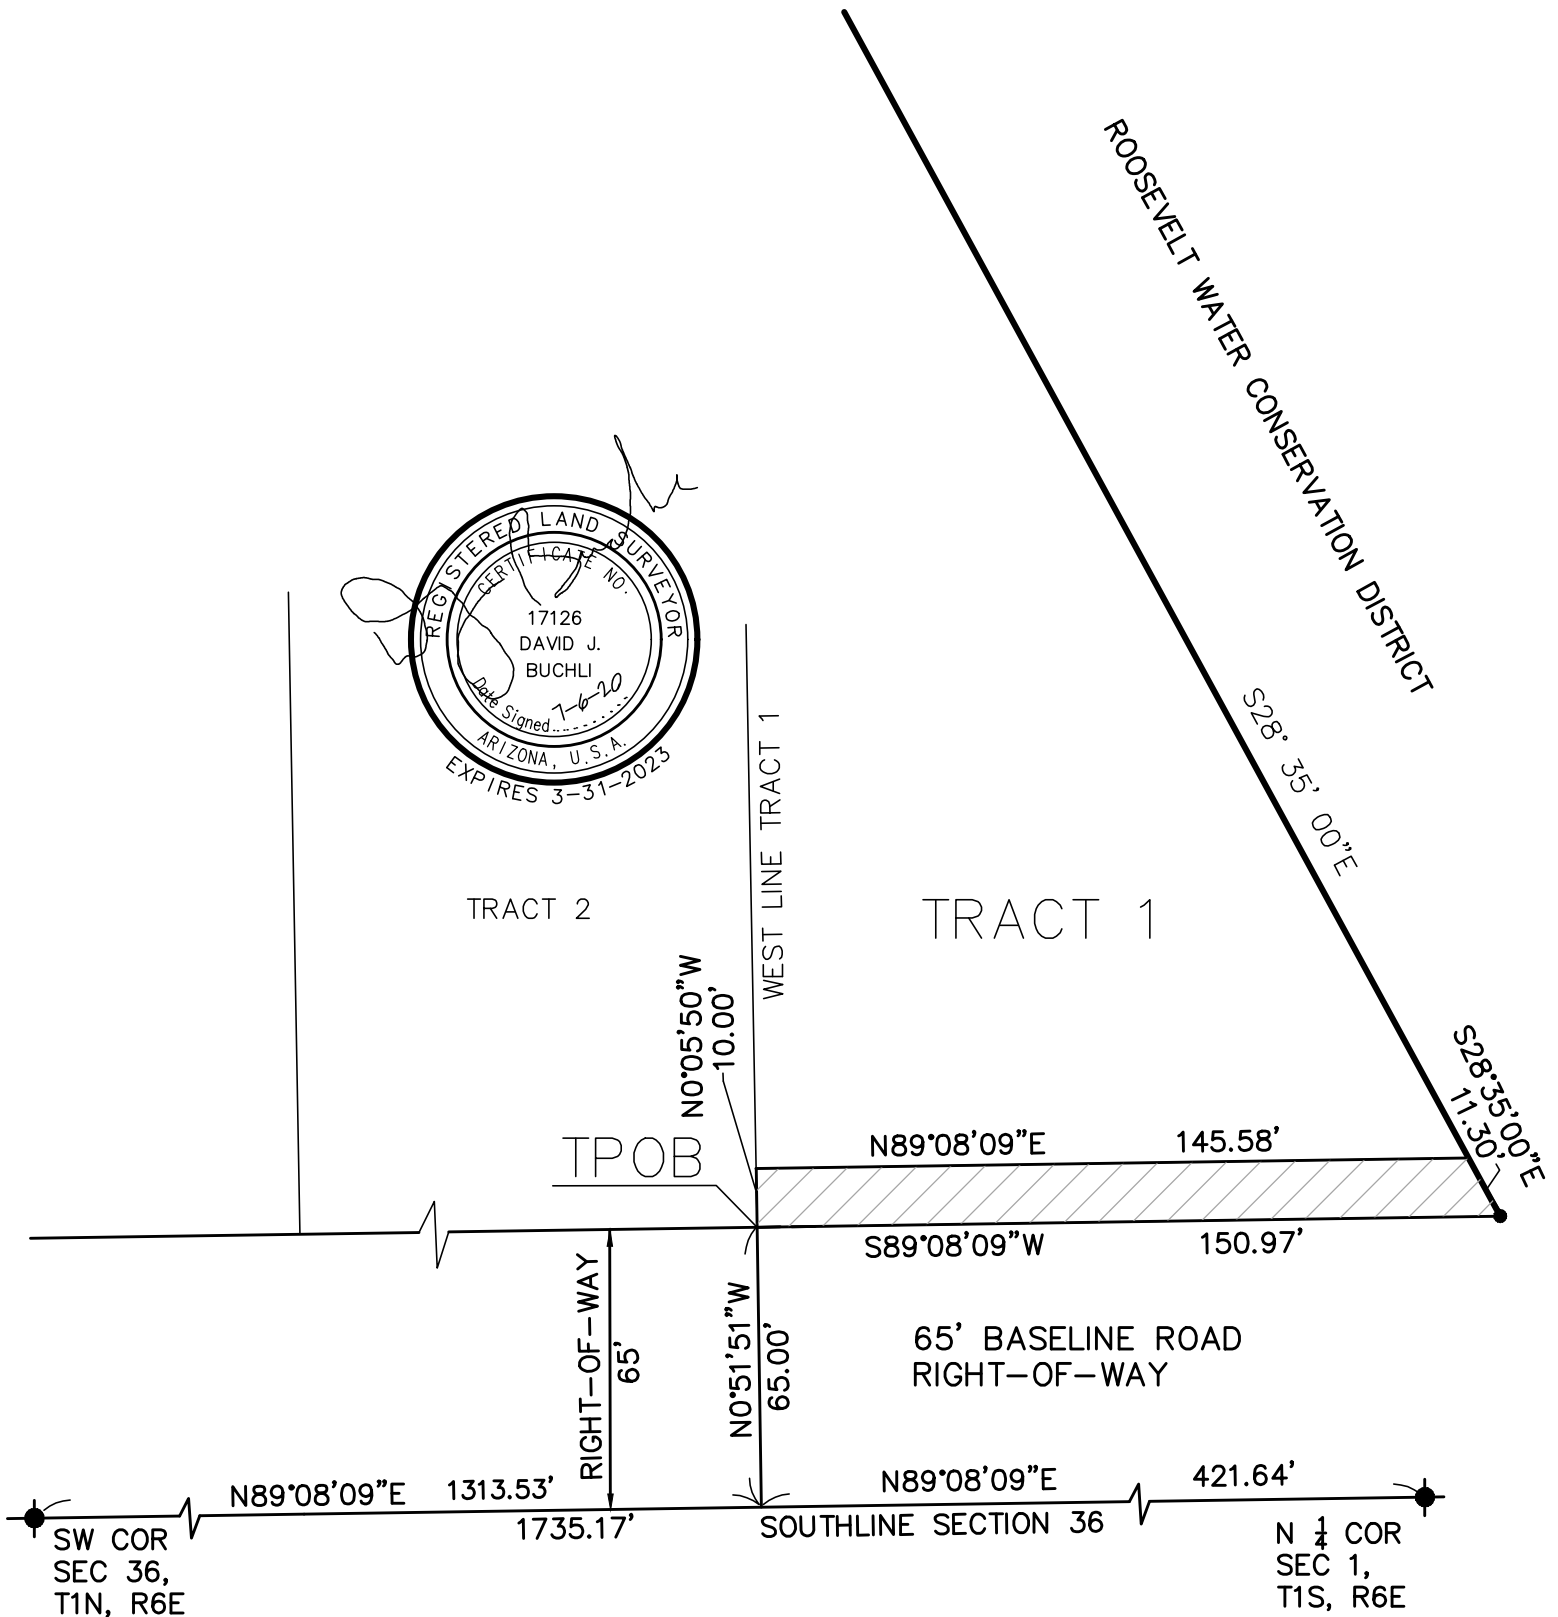 ROOSEVELT WATER CONSERVATION DISTRICT
REGISTERED LAND SURVEYOR
CERTIFICATE NO.
17126
DAVID J.
BUCHLI
Date Signed 7-6-20
ARIZONA, U.S.A.
EXPIRES 3-31-2023
S28° 35' 00"E
WEST LINE TRACT 1
TRACT 2
TRACT 1
N0°05'50"W
10.00'
S28°35'00"E
11.30'
TPOB
N89°08'09"E 145.58'
S89°08'09"W 150.97'
RIGHT-OF-WAY
65'
N0°51'51"W
65.00'
65' BASELINE ROAD
RIGHT-OF-WAY
N89°08'09"E 1313.53'
N89°08'09"E 421.64'
1735.17'
SOUTHLINE SECTION 36
SW COR
SEC 36,
T1N, R6E
N 1/4 COR
SEC 1,
T1S, R6E